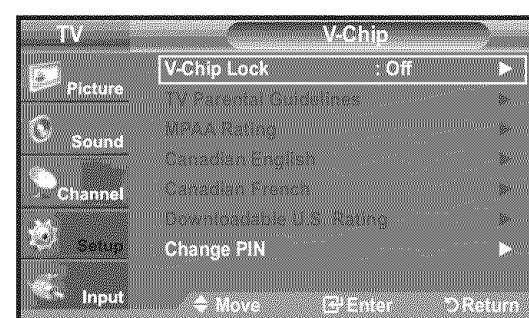 TV
V-Chip
Picture
Sound
Channel
Setup
Input
V-Chip Lock : Off
TV Parental Guidelines
MPAA Rating
Canadian English
Canadian French
Downloadable U.S. Rating
Change PIN
Move Enter Return